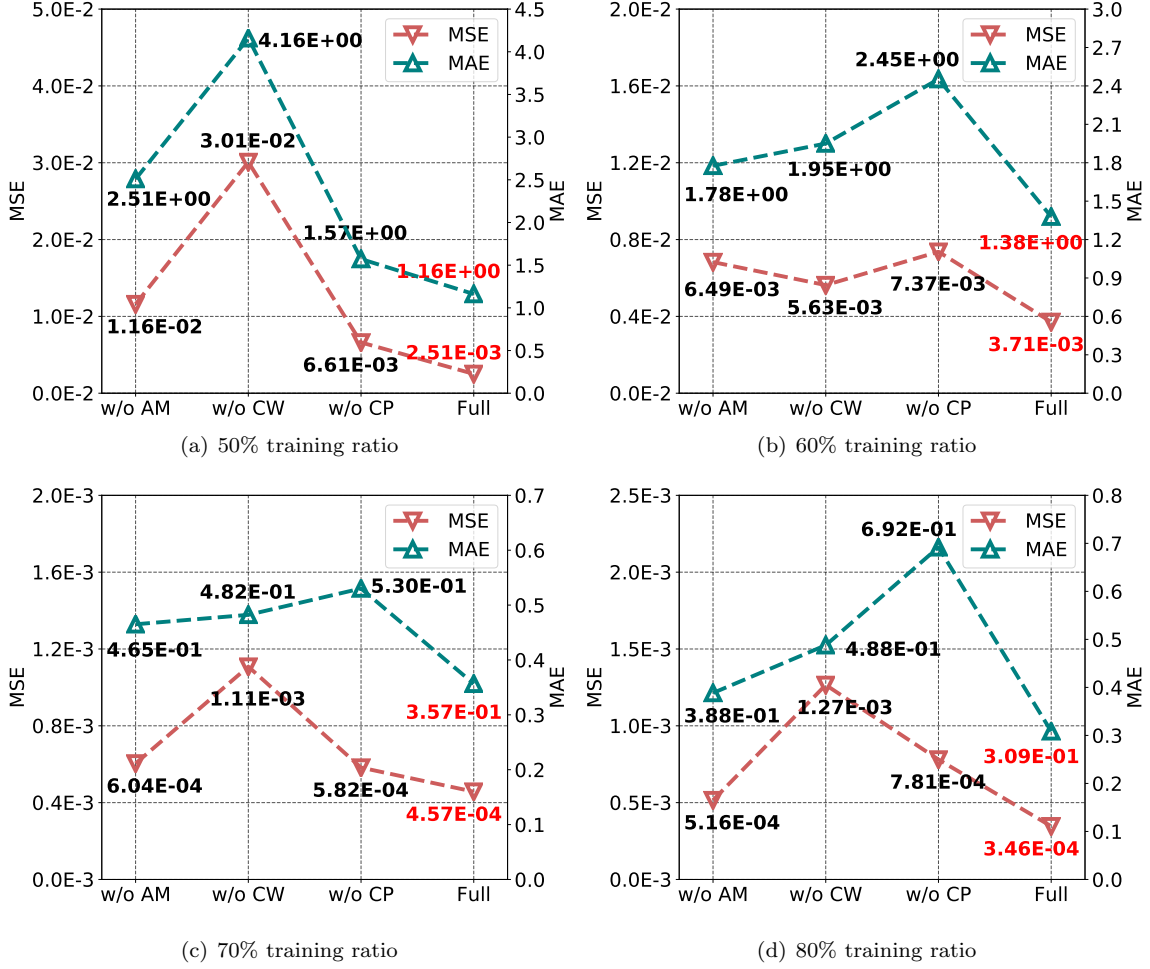 5.0E-2
4.0E-2
3.0E-2
2.0E-2
1.0E-2
0.0E-2
MSE
4.5
4.0
3.5
3.0
2.5
2.0
1.5
1.0
0.5
0.0
MAE
MSE
MAE
4.16E+00
3.01E-02
2.51E+00
1.57E+00
1.16E+00
1.16E-02
6.61E-03
2.51E-03
w/o AM w/o CW w/o CP Full
(a) 50% training ratio
2.0E-2
1.6E-2
1.2E-2
0.8E-2
0.4E-2
0.0E-2
MSE
3.0
2.7
2.4
2.1
1.8
1.5
1.2
0.9
0.6
0.3
0.0
MAE
MSE
MAE
2.45E+00
1.95E+00
1.78E+00
1.38E+00
6.49E-03
5.63E-03
7.37E-03
3.71E-03
w/o AM w/o CW w/o CP Full
(b) 60% training ratio
2.0E-3
1.6E-3
1.2E-3
0.8E-3
0.4E-3
0.0E-3
MSE
0.7
0.6
0.5
0.4
0.3
0.2
0.1
0.0
MAE
MSE
MAE
4.82E-01
5.30E-01
4.65E-01
3.57E-01
1.11E-03
6.04E-04
5.82E-04
4.57E-04
w/o AM w/o CW w/o CP Full
(c) 70% training ratio
2.5E-3
2.0E-3
1.5E-3
1.0E-3
0.5E-3
0.0E-3
MSE
0.8
0.7
0.6
0.5
0.4
0.3
0.2
0.1
0.0
MAE
MSE
MAE
6.92E-01
4.88E-01
3.88E-01
3.09E-01
1.27E-03
7.81E-04
5.16E-04
3.46E-04
w/o AM w/o CW w/o CP Full
(d) 80% training ratio